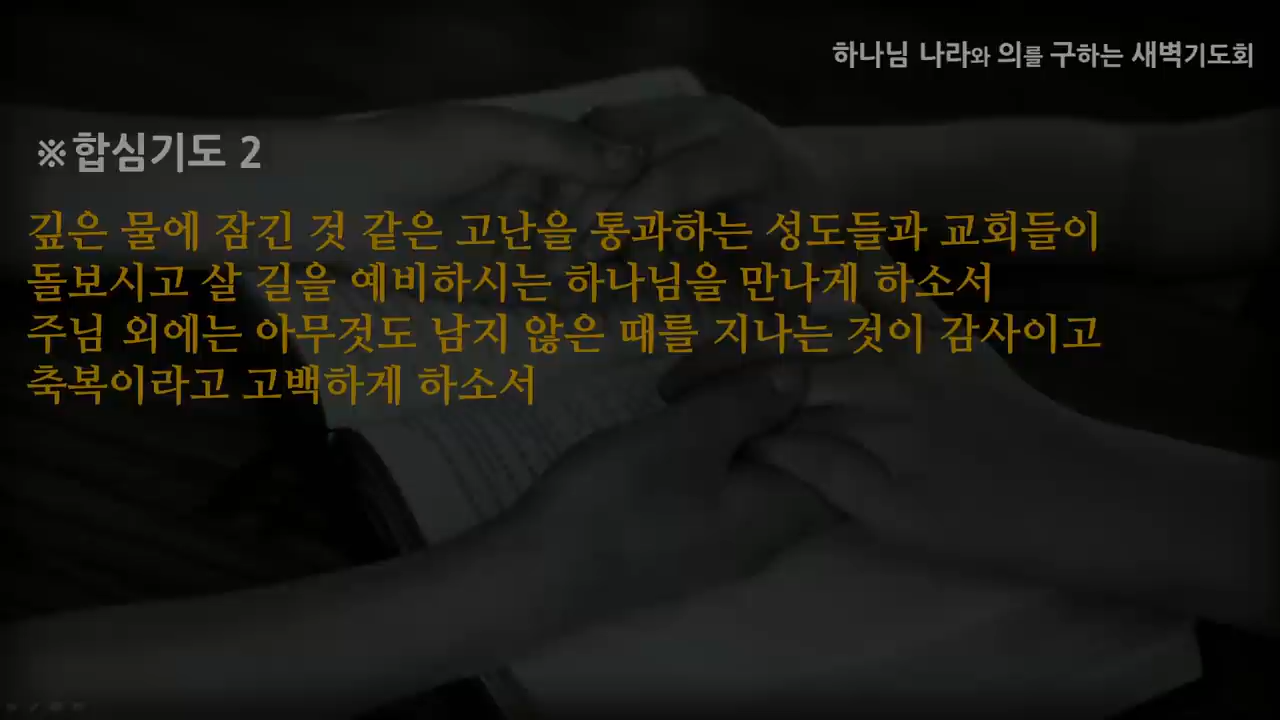 하나님 나라와 의를 구하는 새벽기도회
※합심기도 2
깊은 물에 잠긴 것 같은 고난을 통과하는 성도들과 교회들이
돌보시고 살 길을 예비하시는 하나님을 만나게 하소서
주님 외에는 아무것도 남지 않은 때를 지나는 것이 감사이고
축복이라고 고백하게 하소서